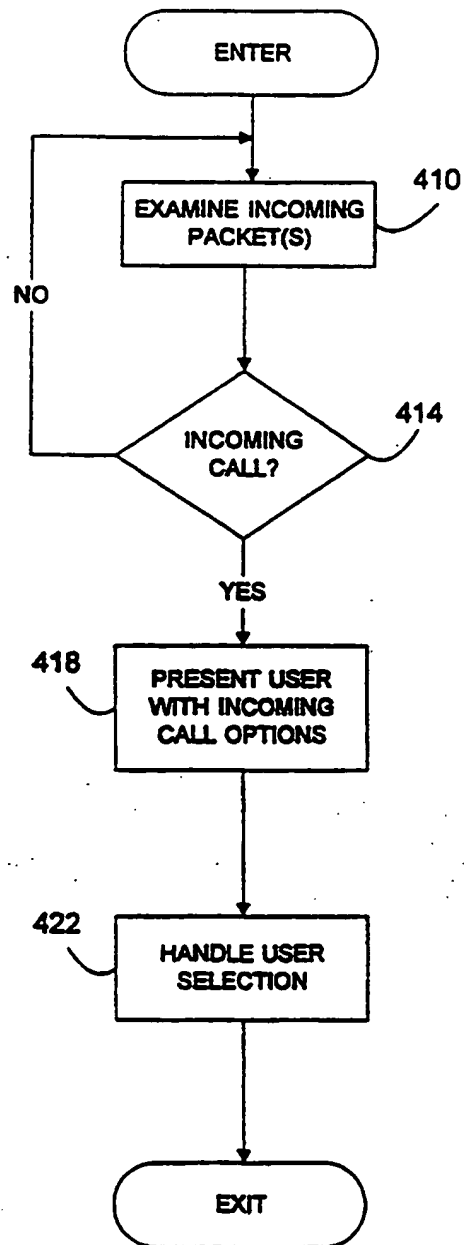 ENTER
410
EXAMINE INCOMING
PACKET(S)
NO
414
INCOMING
CALL?
YES
418
PRESENT USER
WITH INCOMING
CALL OPTIONS
422
HANDLE USER
SELECTION
EXIT